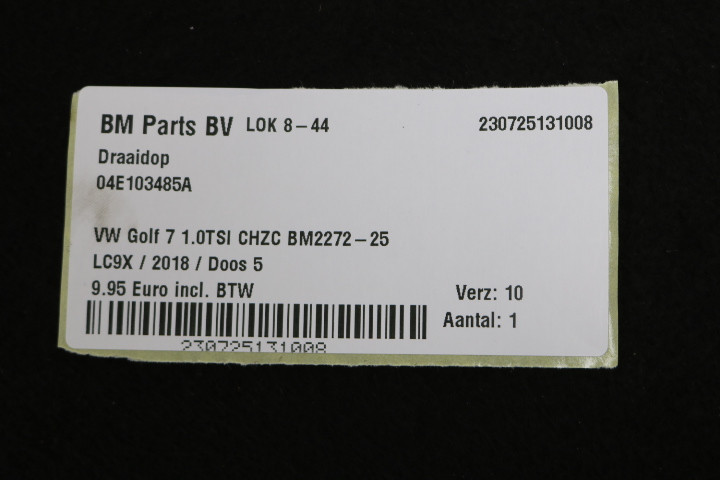 BM Parts BV LOK 8-44 230725131008
Draaidop
04E103485A
VW Golf 7 1.0TSI CHZC BM2272-25
LC9X / 2018 / Doos 5
9.95 Euro incl. BTW Verz: 10
Aantal: 1
230725131008